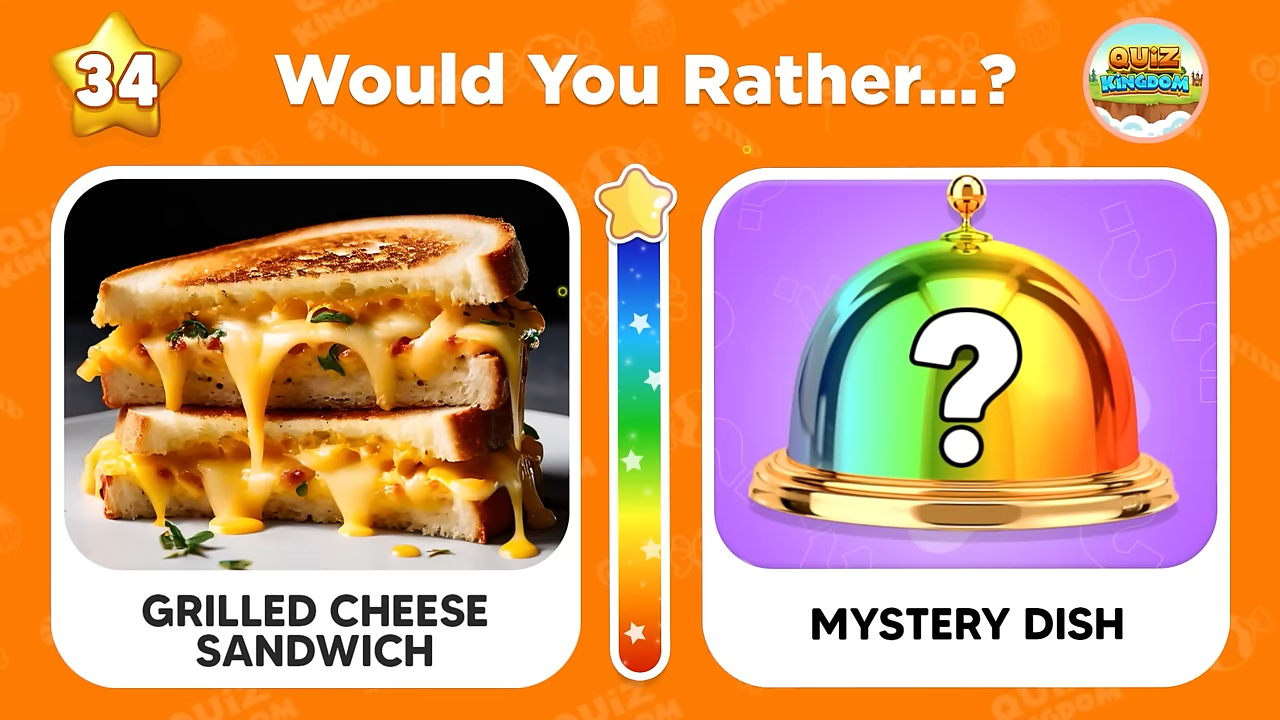 34
Would You Rather...?
QUIZ
KINGDOM
?
GRILLED CHEESE
SANDWICH
MYSTERY DISH